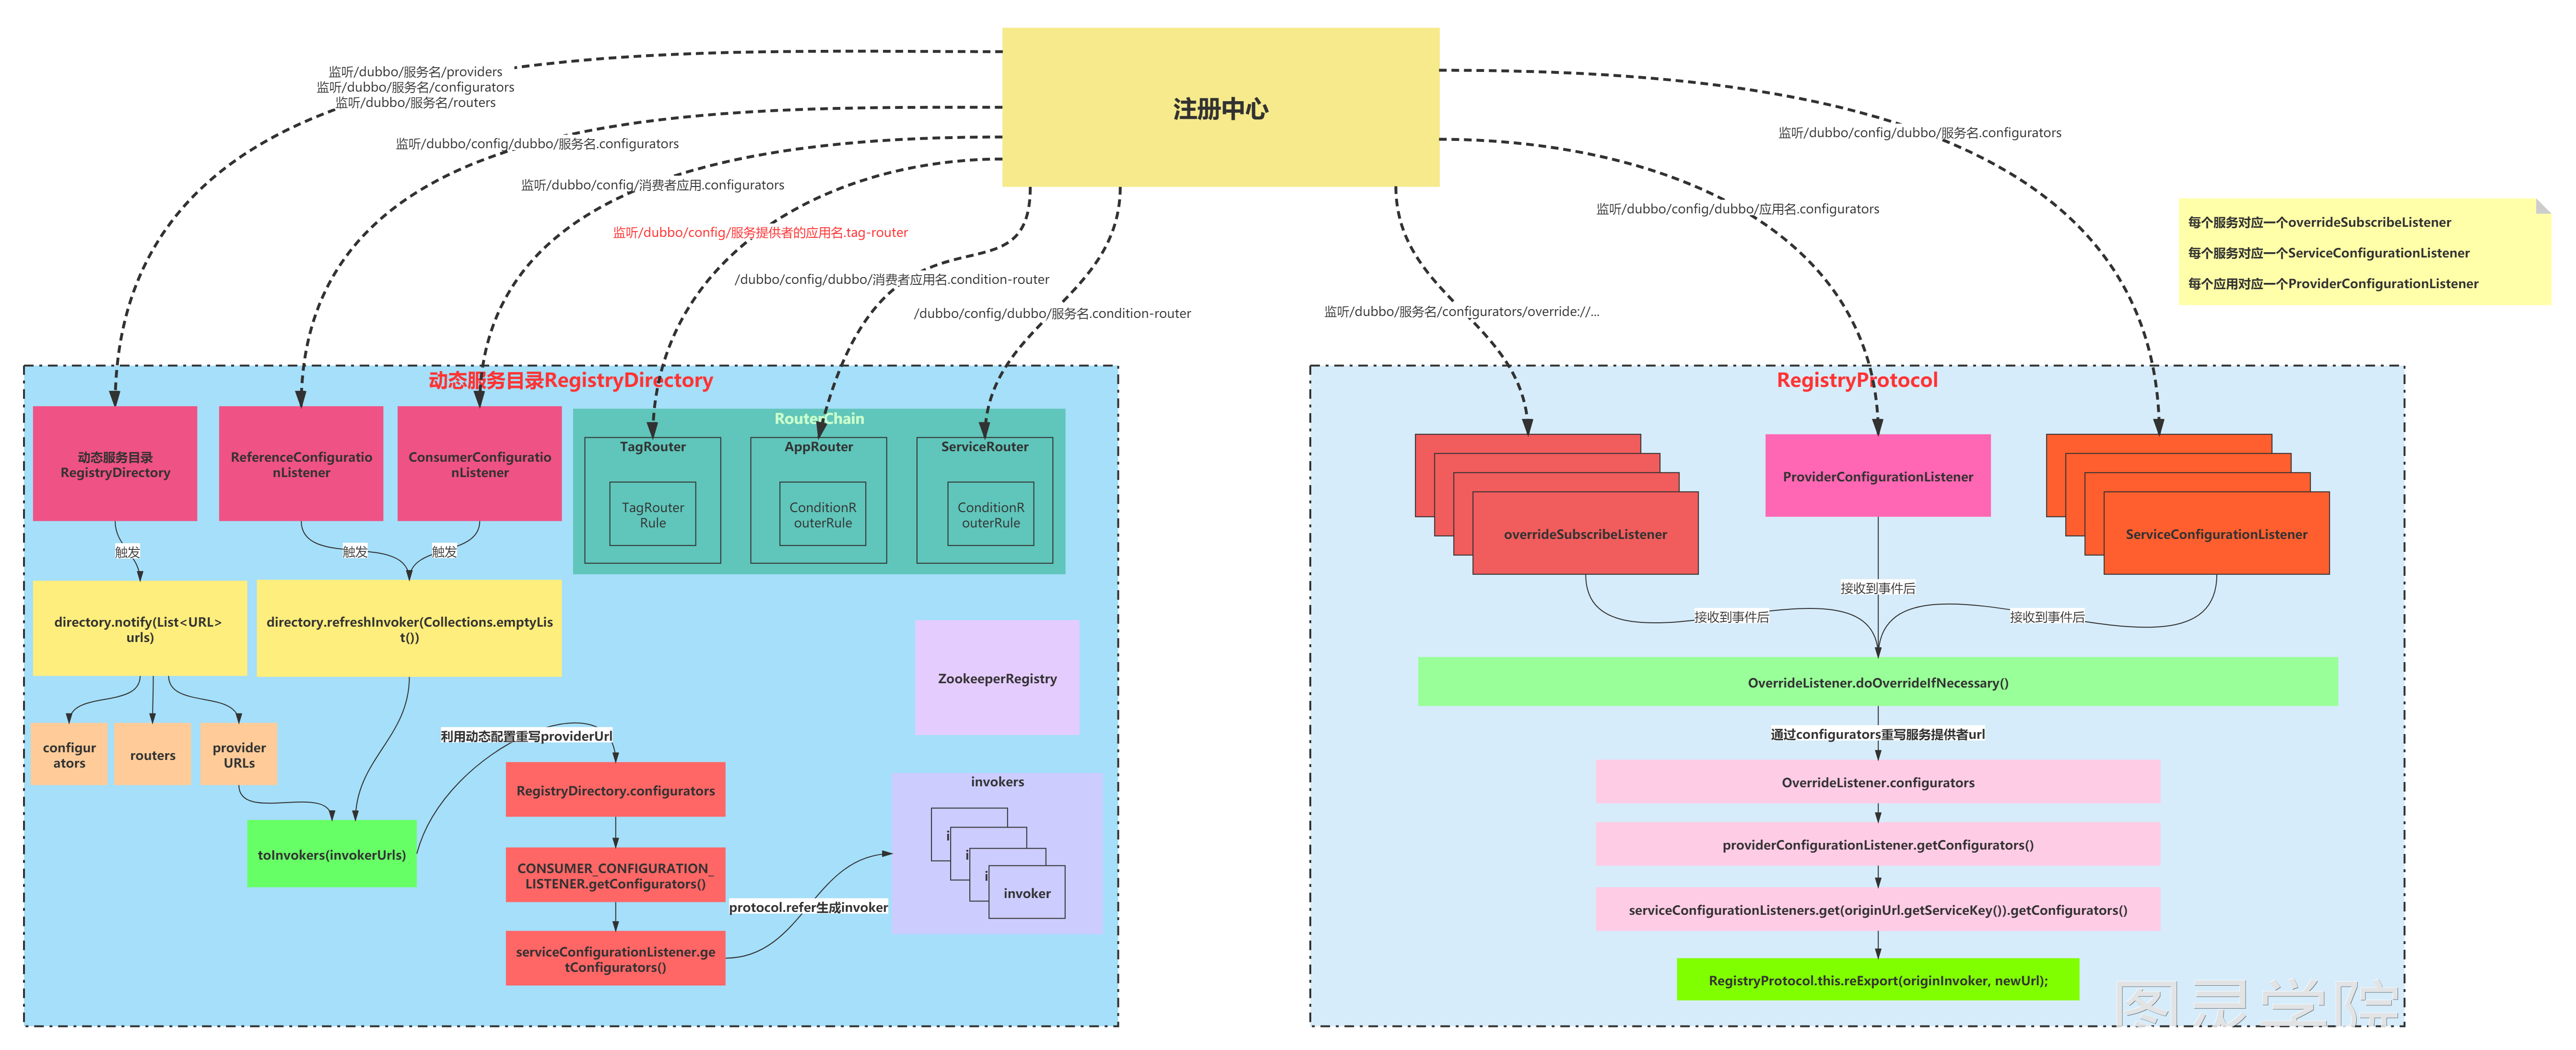 注册中心
监听/dubbo/服务名/providers
监听/dubbo/服务名/configurators
监听/dubbo/服务名/routers
监听/dubbo/config/dubbo/服务名.configurators
监听/dubbo/config/消费者应用.configurators
监听/dubbo/config/服务提供者的应用名.tag-router
/dubbo/config/dubbo/消费者应用名.condition-router
/dubbo/config/dubbo/服务名.condition-router
监听/dubbo/服务名/configurators/override://...
监听/dubbo/config/dubbo/应用名.configurators
监听/dubbo/config/dubbo/服务名.configurators
每个服务对应一个overrideSubscribeListener
每个服务对应一个ServiceConfigurationListener
每个应用对应一个ProviderConfigurationListener
动态服务目录RegistryDirectory
动态服务目录
RegistryDirectory
ReferenceConfiguratio
nListener
ConsumerConfiguratio
nListener
RouterChain
TagRouter
TagRouter
Rule
AppRouter
ConditionR
outerRule
ServiceRouter
ConditionR
outerRule
触发
触发
触发
directory.notify(List<URL>
urls)
directory.refreshInvoker(Collections.emptyLis
t())
configur
ators
routers
provider
URLs
toInvokers(invokerUrls)
利用动态配置重写providerUrl
RegistryDirectory.configurators
CONSUMER_CONFIGURATION_
LISTENER.getConfigurators()
serviceConfigurationListener.ge
tConfigurators()
protocol.refer生成invoker
ZookeeperRegistry
invokers
i
i
i
invoker
RegistryProtocol
overrideSubscribeListener
ProviderConfigurationListener
ServiceConfigurationListener
接收到事件后
接收到事件后
接收到事件后
OverrideListener.doOverrideIfNecessary()
通过configurators重写服务提供者url
OverrideListener.configurators
providerConfigurationListener.getConfigurators()
serviceConfigurationListeners.get(originUrl.getServiceKey()).getConfigurators()
RegistryProtocol.this.reExport(originInvoker, newUrl);
图灵学院